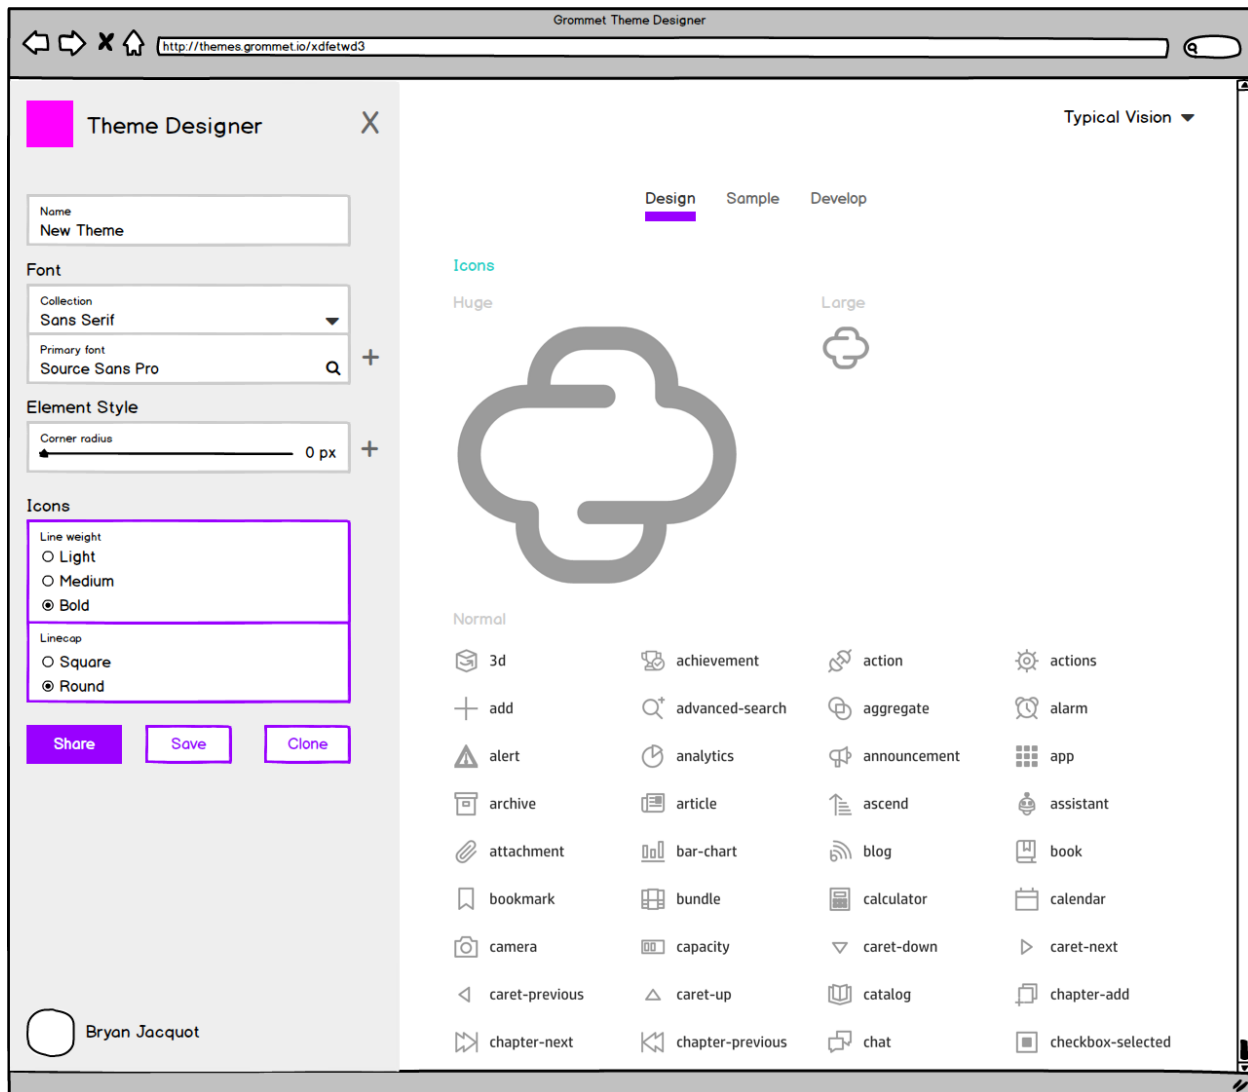 Grommet Theme Designer
http://themes.grommet.io/xdfetwd3
Theme Designer
X
Name
New Theme
Font
Collection
Sans Serif
Primary font
Source Sans Pro
+
Element Style
Corner radius
0 px
+
Icons
Line weight
Light
Medium
Bold
Linecap
Square
Round
Share Save Clone
Bryan Jacquot
Typical Vision
Design Sample Develop
Icons
Huge Large
Normal
3d achievement action actions
add advanced-search aggregate alarm
alert analytics announcement app
archive article ascend assistant
attachment bar-chart blog book
bookmark bundle calculator calendar
camera capacity caret-down caret-next
caret-previous caret-up catalog chapter-add
chapter-next chapter-previous chat checkbox-selected